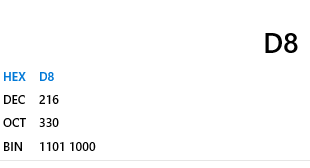 D8
HEX D8
DEC 216
OCT 330
BIN 1101 1000